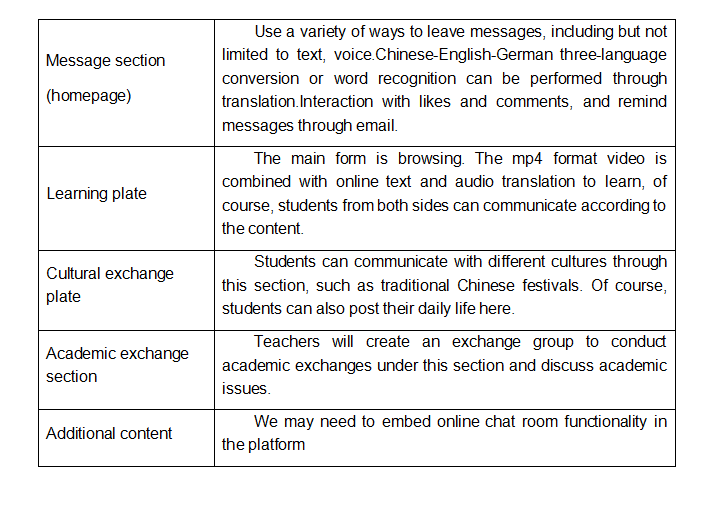 Message section
(homepage)
Use a variety of ways to leave messages, including but not
limited to text, voice.Chinese-English-German three-language
conversion or word recognition can be performed through
translation.Interaction with likes and comments, and remind
messages through email.
Learning plate
The main form is browsing. The mp4 format video is
combined with online text and audio translation to learn, of
course, students from both sides can communicate according to
the content.
Cultural exchange
plate
Students can communicate with different cultures through
this section, such as traditional Chinese festivals. Of course,
students can also post their daily life here.
Academic exchange
section
Teachers will create an exchange group to conduct
academic exchanges under this section and discuss academic
issues.
Additional content
We may need to embed online chat room functionality in
the platform